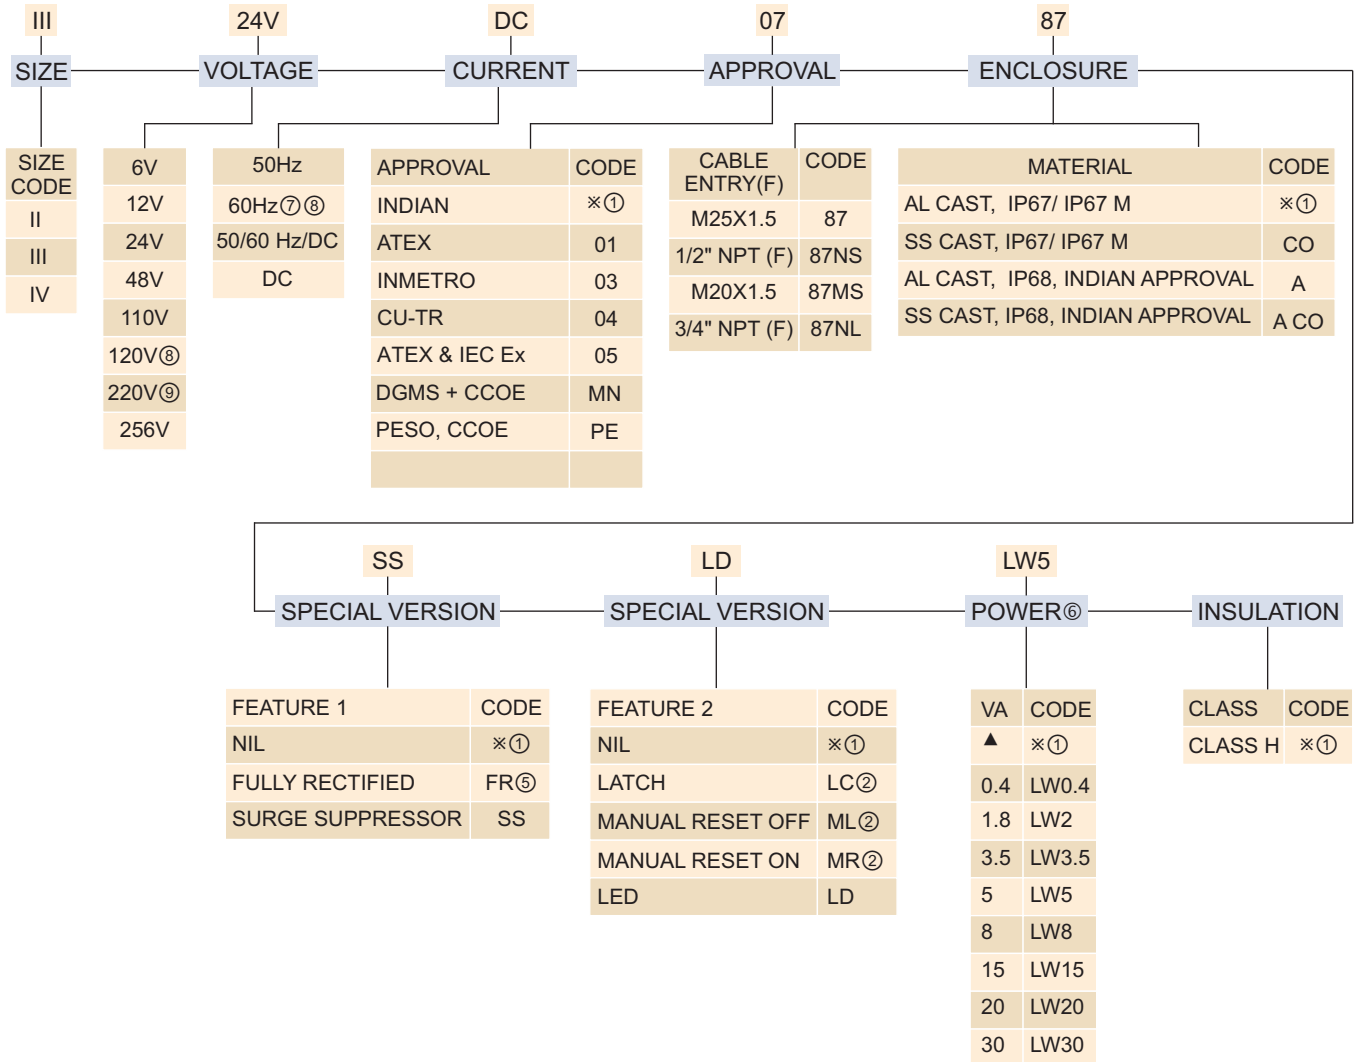 III 24V DC 07 87
SIZE VOLTAGE CURRENT APPROVAL ENCLOSURE
SIZE CODE
II
III
IV
6V
12V
24V
48V
110V
120V⑧
220V⑨
256V
50Hz
60Hz⑦⑧
50/60 Hz/DC
DC
APPROVAL CODE
INDIAN ※①
ATEX 01
INMETRO 03
CU-TR 04
ATEX & IEC Ex 05
DGMS + CCOE MN
PESO, CCOE PE
CABLE ENTRY(F) CODE
M25X1.5 87
1/2" NPT (F) 87NS
M20X1.5 87MS
3/4" NPT (F) 87NL
MATERIAL CODE
AL CAST, IP67/ IP67 M ※①
SS CAST, IP67/ IP67 M CO
AL CAST, IP68, INDIAN APPROVAL A
SS CAST, IP68, INDIAN APPROVAL A CO
SS LD LW5
SPECIAL VERSION SPECIAL VERSION POWER⑥ INSULATION
FEATURE 1 CODE
NIL ※①
FULLY RECTIFIED FR⑤
SURGE SUPPRESSOR SS
FEATURE 2 CODE
NIL ※①
LATCH LC②
MANUAL RESET OFF ML②
MANUAL RESET ON MR②
LED LD
VA CODE
▲ ※①
0.4 LW0.4
1.8 LW2
3.5 LW3.5
5 LW5
8 LW8
15 LW15
20 LW20
30 LW30
CLASS CODE
CLASS H ※①